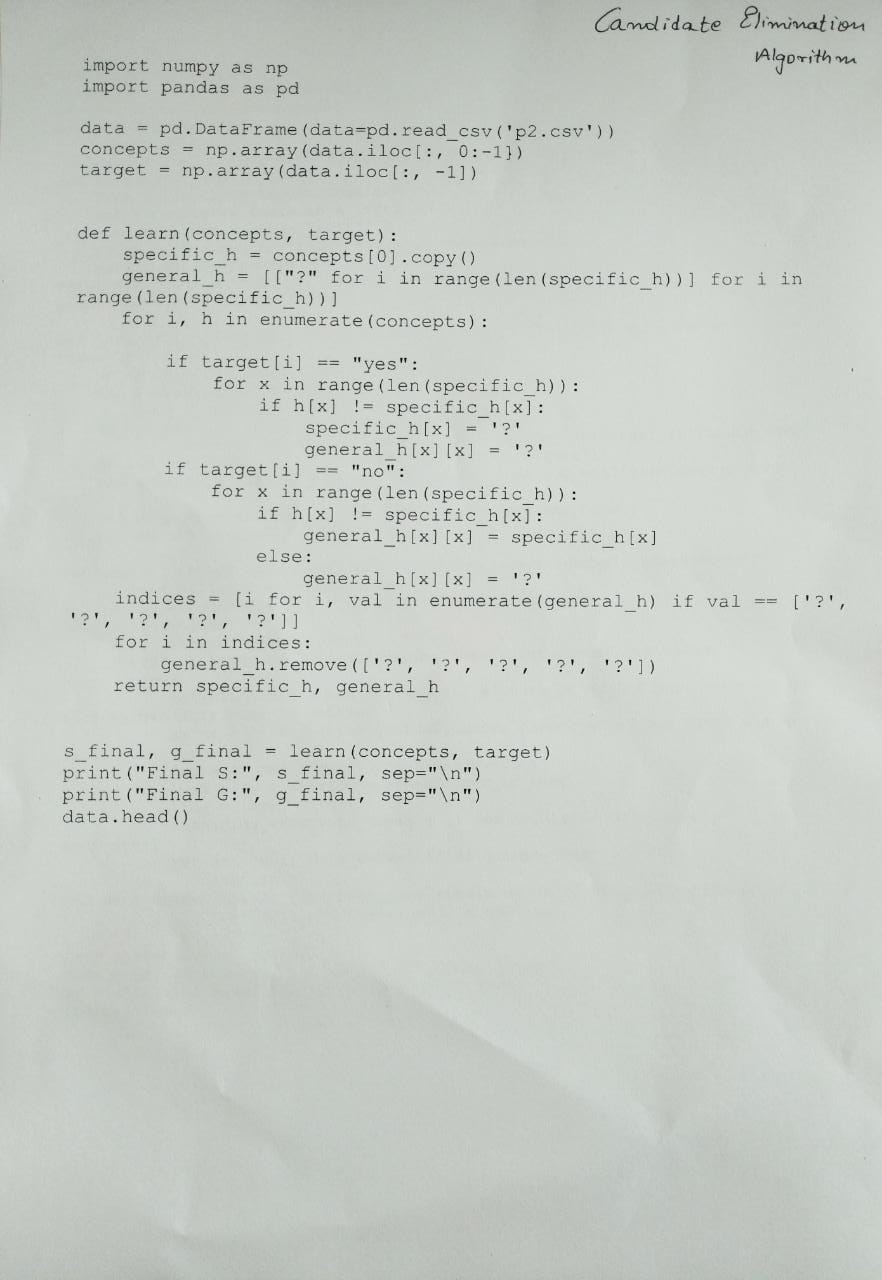 Candidate Elimination
Algorithm
import numpy as np
import pandas as pd
data = pd.DataFrame(data=pd.read_csv('p2.csv'))
concepts = np.array(data.iloc[:, 0:-1])
target = np.array(data.iloc[:, -1])
def learn(concepts, target):
    specific_h = concepts[0].copy()
    general_h = [["?" for i in range(len(specific_h))] for i in
range(len(specific_h))]
    for i, h in enumerate(concepts):
        if target[i] == "yes":
            for x in range(len(specific_h)):
                if h[x] != specific_h[x]:
                    specific_h[x] = '?'
                    general_h[x][x] = '?'
        if target[i] == "no":
            for x in range(len(specific_h)):
                if h[x] != specific_h[x]:
                    general_h[x][x] = specific_h[x]
                else:
                    general_h[x][x] = '?'
    indices = [i for i, val in enumerate(general_h) if val == ['?',
'?', '?', '?', '?']]
    for i in indices:
        general_h.remove(['?', '?', '?', '?', '?'])
    return specific_h, general_h
s_final, g_final = learn(concepts, target)
print("Final S:", s_final, sep="\n")
print("Final G:", g_final, sep="\n")
data.head()